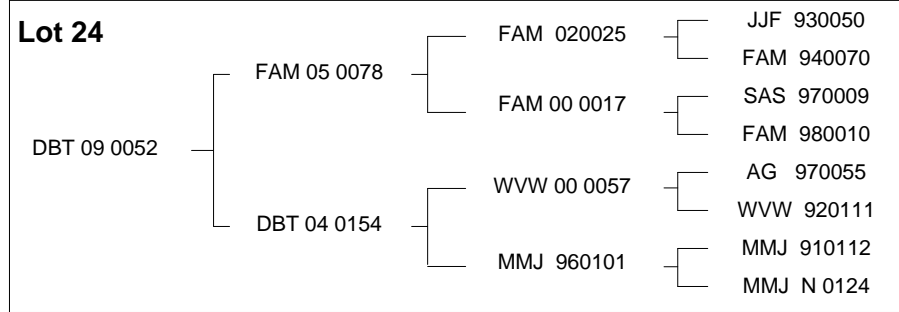 Lot 24
JJF 930050
FAM 020025
FAM 940070
FAM 05 0078
SAS 970009
FAM 00 0017
FAM 980010
DBT 09 0052
AG 970055
WVW 00 0057
WVW 920111
DBT 04 0154
MMJ 910112
MMJ 960101
MMJ N 0124